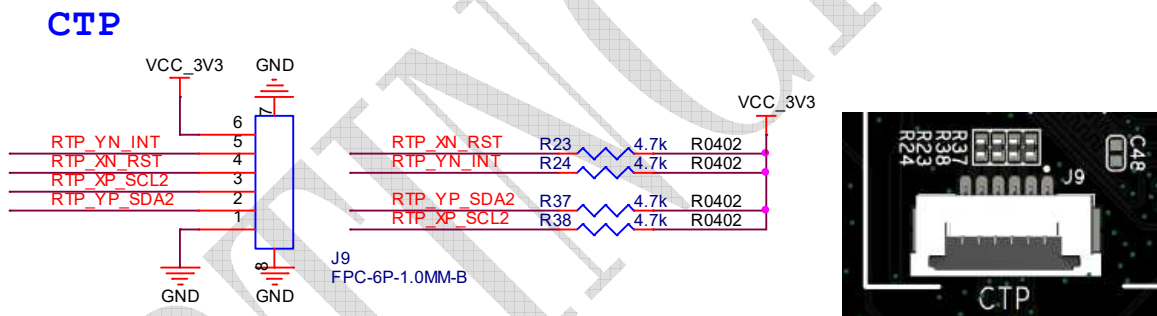 CTP
VCC_3V3
GND
6
7
RTP_YN_INT
5
RTP_XN_RST
4
RTP_XP_SCL2
3
RTP_YP_SDA2
2
1
8
GND
GND
J9
FPC-6P-1.0MM-B
VCC_3V3
RTP_XN_RST R23 4.7k R0402
RTP_YN_INT R24 4.7k R0402
RTP_YP_SDA2 R37 4.7k R0402
RTP_XP_SCL2 R38 4.7k R0402
R24
R23
R38
R37
C48
J9
CTP